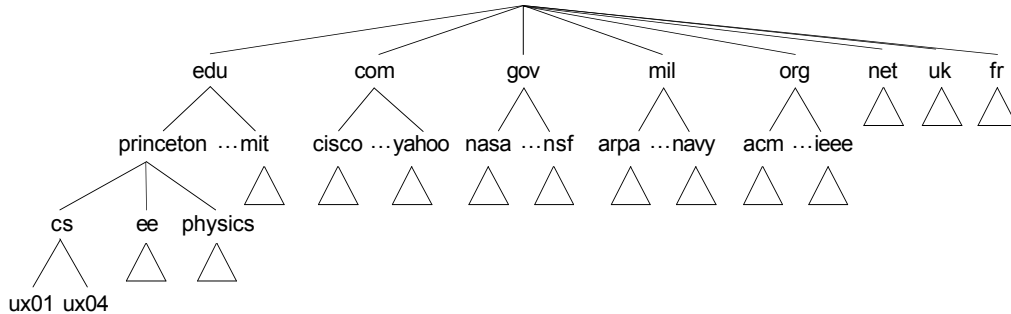 edu com gov mil org net uk fr
princeton …mit cisco …yahoo nasa …nsf arpa …navy acm …ieee
cs ee physics
ux01 ux04